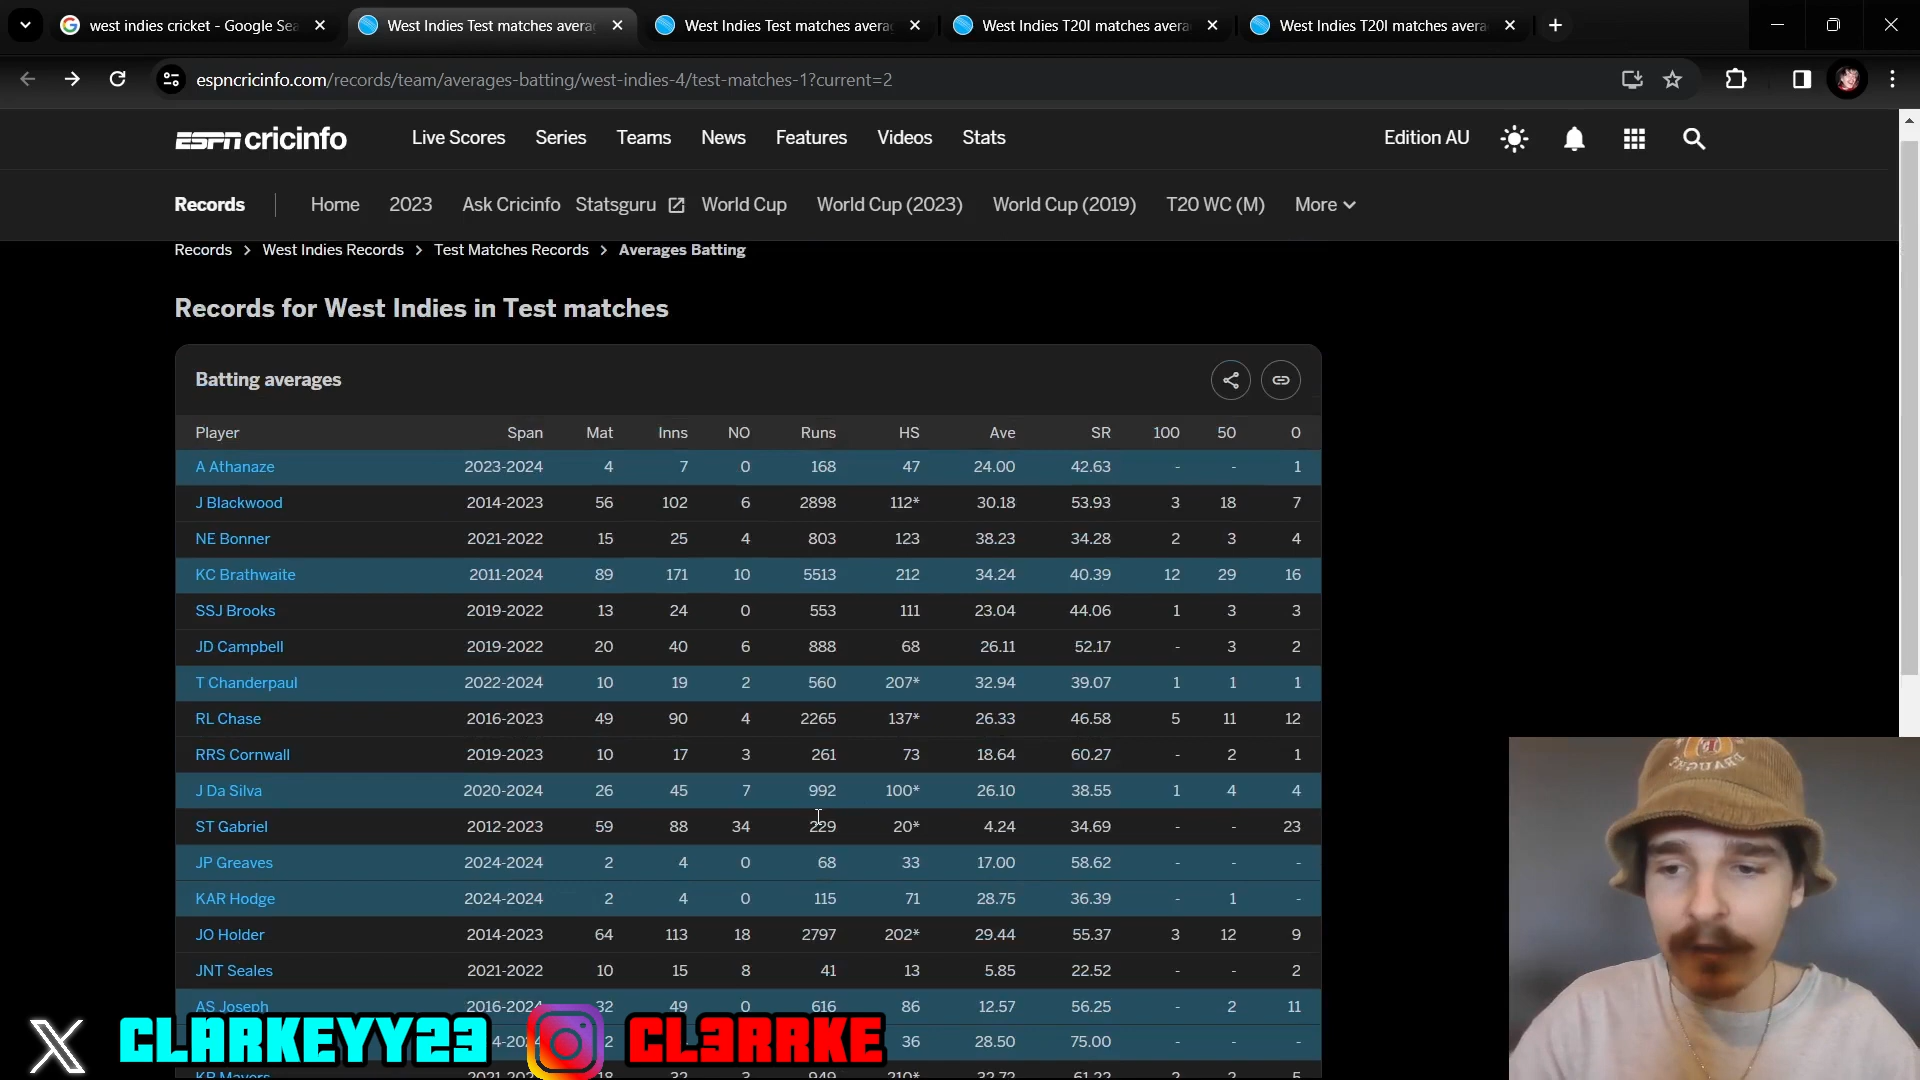 west indies cricket - Google Sea
West Indies Test matches avera
West Indies Test matches avera
West Indies T20I matches avera
West Indies T20I matches avera
espncricinfo.com/records/team/averages-batting/west-indies-4/test-matches-1?current=2
ESPN cricinfo Live Scores Series Teams News Features Videos Stats Edition AU
Records Home 2023 Ask Cricinfo Statsguru World Cup World Cup (2023) World Cup (2019) T20 WC (M) More
Records > West Indies Records > Test Matches Records > Averages Batting
Records for West Indies in Test matches
Batting averages
Player Span Mat Inns NO Runs HS Ave SR 100 50 0
A Athanaze 2023-2024 4 7 0 168 47 24.00 42.63 - - 1
J Blackwood 2014-2023 56 102 6 2898 112* 30.18 53.93 3 18 7
NE Bonner 2021-2022 15 25 4 803 123 38.23 34.28 2 3 4
KC Brathwaite 2011-2024 89 171 10 5513 212 34.24 40.39 12 29 16
SSJ Brooks 2019-2022 13 24 0 553 111 23.04 44.06 1 3 3
JD Campbell 2019-2022 20 40 6 888 68 26.11 52.17 - 3 2
T Chanderpaul 2022-2024 10 19 2 560 207* 32.94 39.07 1 1 1
RL Chase 2016-2023 49 90 4 2265 137* 26.33 46.58 5 11 12
RRS Cornwall 2019-2023 10 17 3 261 73 18.64 60.27 - 2 1
J Da Silva 2020-2024 26 45 7 992 100* 26.10 38.55 1 4 4
ST Gabriel 2012-2023 59 88 34 229 20* 4.24 34.69 - - 23
JP Greaves 2024-2024 2 4 0 68 33 17.00 58.62 - - -
KAR Hodge 2024-2024 2 4 0 115 71 28.75 36.39 - 1 -
JO Holder 2014-2023 64 113 18 2797 202* 29.44 55.37 3 12 9
JNT Seales 2021-2022 10 15 8 41 13 5.85 22.52 - - 2
AS Joseph 2016-2024 32 49 0 616 86 12.57 56.25 - 2 11
36 28.50 75.00 - - -
KR Mayers
X CLARKEYY23 CL3RRKE